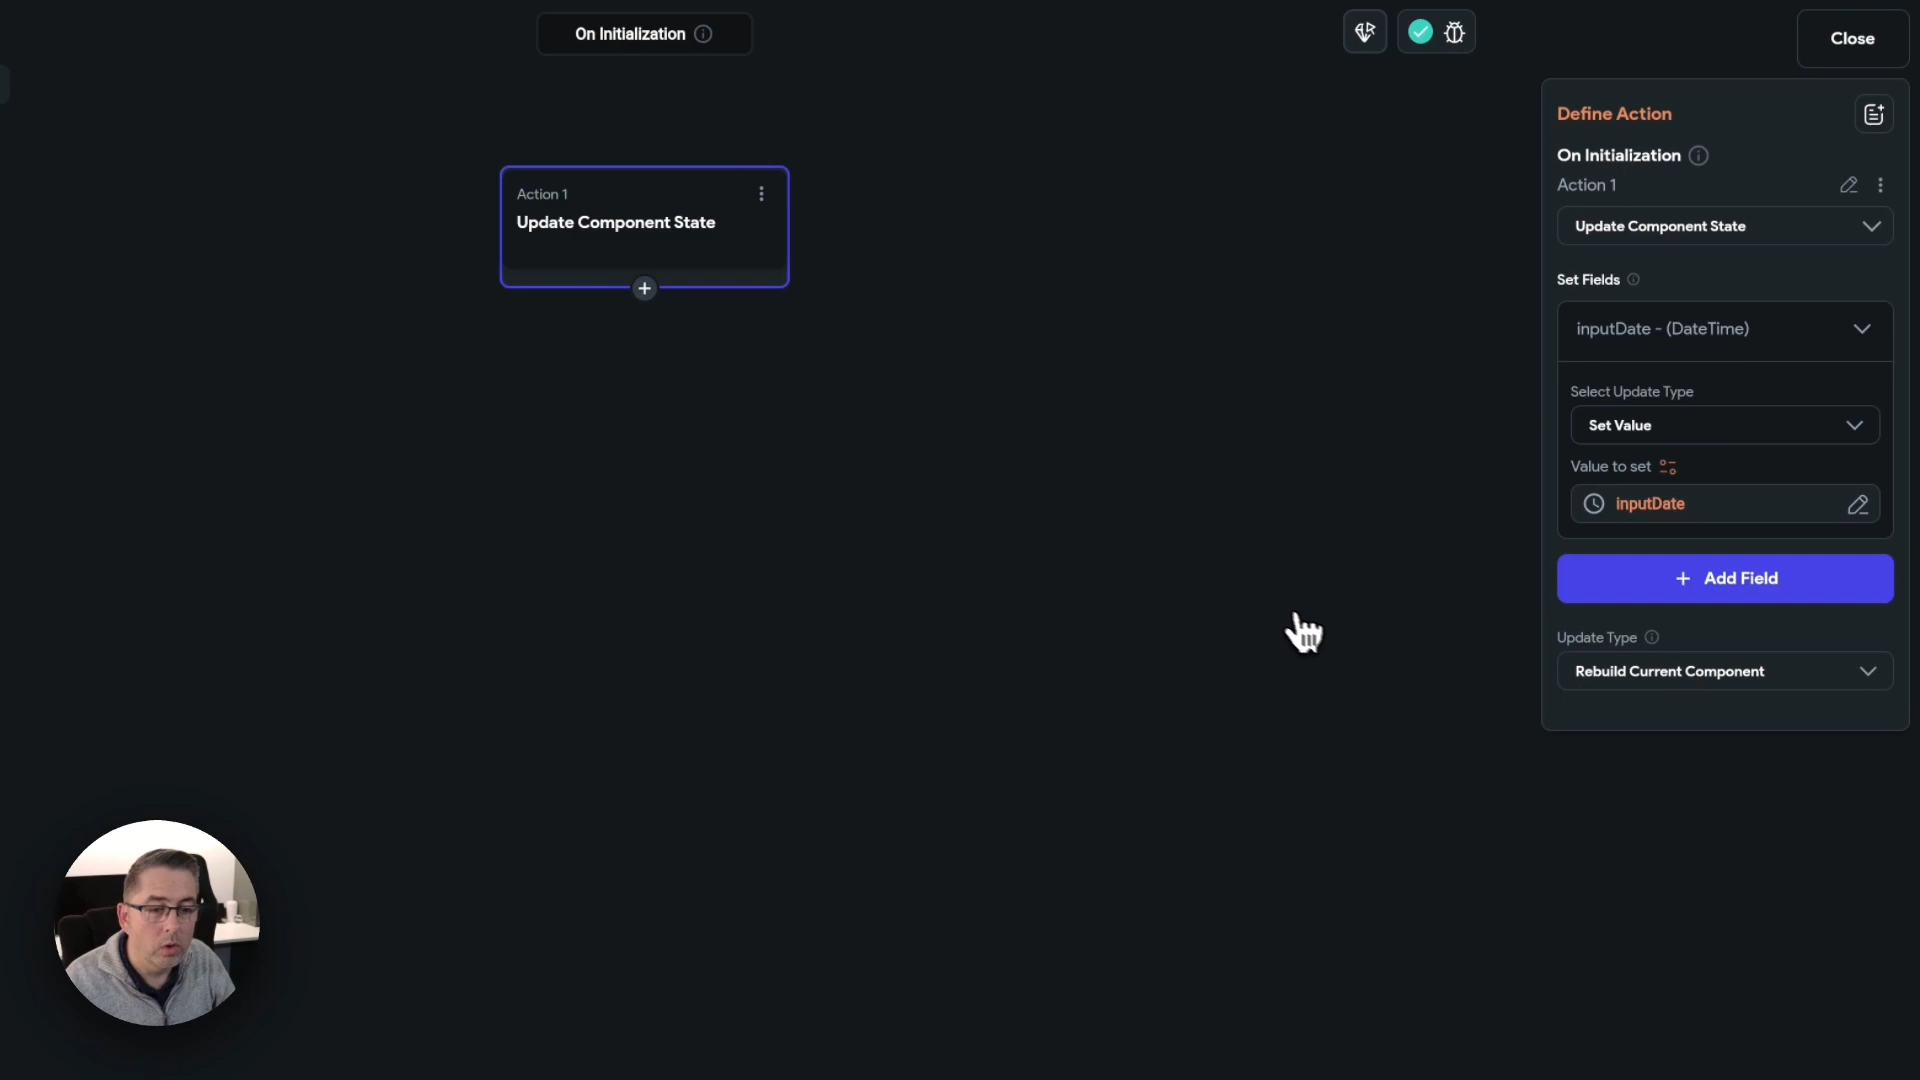 On Initialization
Close
Define Action
On Initialization
Action 1
Update Component State
Action 1
Update Component State
Set Fields
inputDate - (DateTime)
Select Update Type
Set Value
Value to set
inputDate
+ Add Field
Update Type
Rebuild Current Component